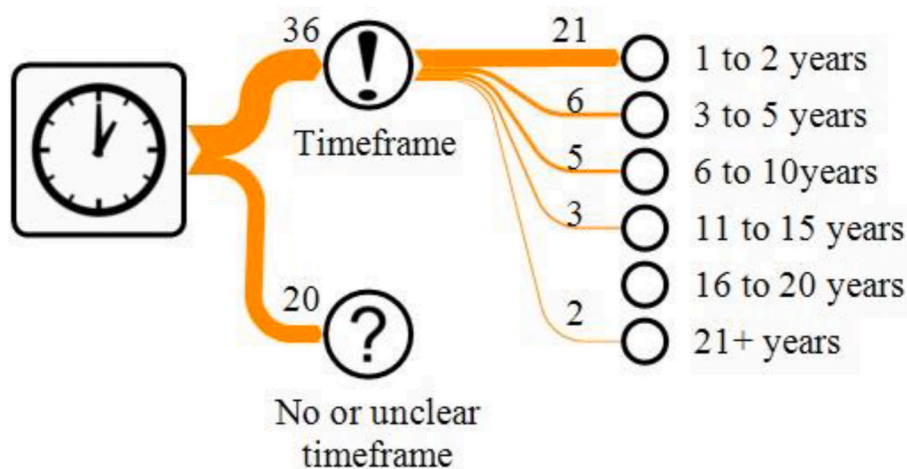 36
21
1 to 2 years
6
3 to 5 years
Timeframe
5
6 to 10years
3
11 to 15 years
16 to 20 years
20
2
21+ years
?
No or unclear
timeframe